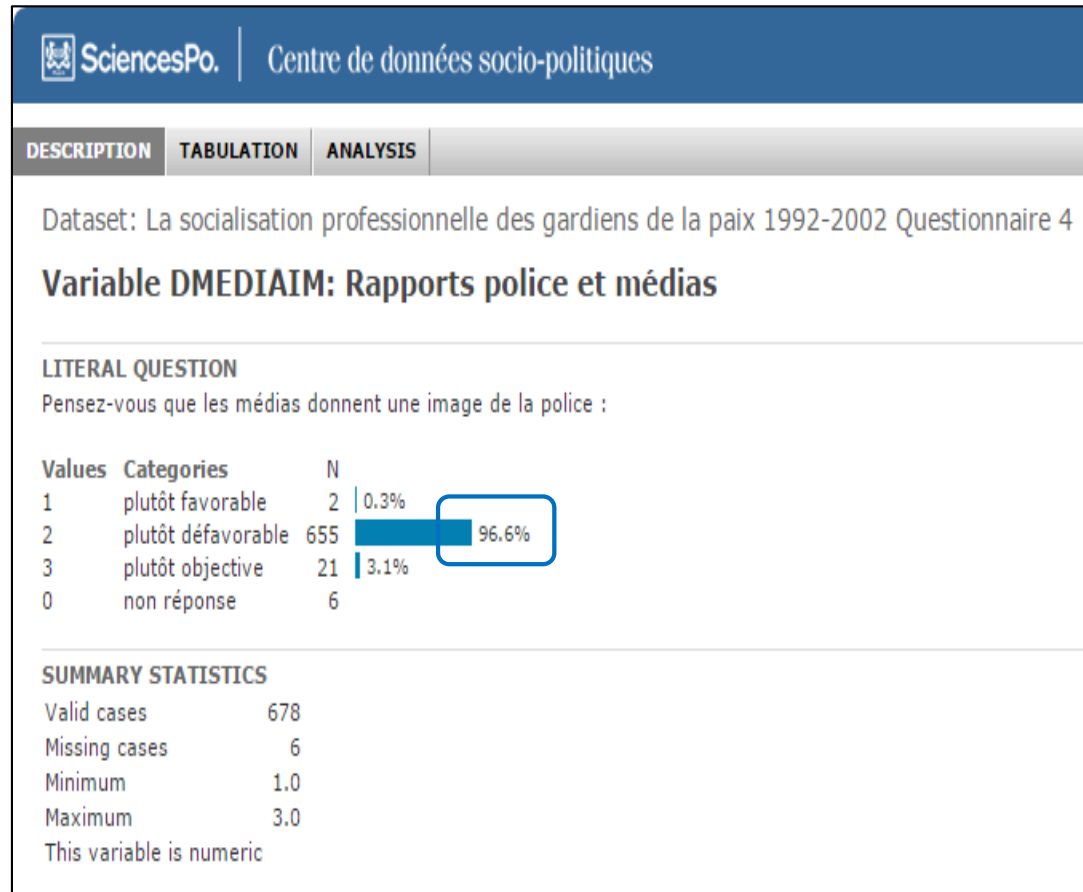 SciencesPo. Centre de données socio-politiques
DESCRIPTION TABULATION ANALYSIS
Dataset: La socialisation professionnelle des gardiens de la paix 1992-2002 Questionnaire 4
Variable DMEDIAIM: Rapports police et médias
LITERAL QUESTION
Pensez-vous que les médias donnent une image de la police :
Values Categories N
1 plutôt favorable 2 0.3%
2 plutôt défavorable 655 96.6%
3 plutôt objective 21 3.1%
0 non réponse 6
SUMMARY STATISTICS
Valid cases 678
Missing cases 6
Minimum 1.0
Maximum 3.0
This variable is numeric